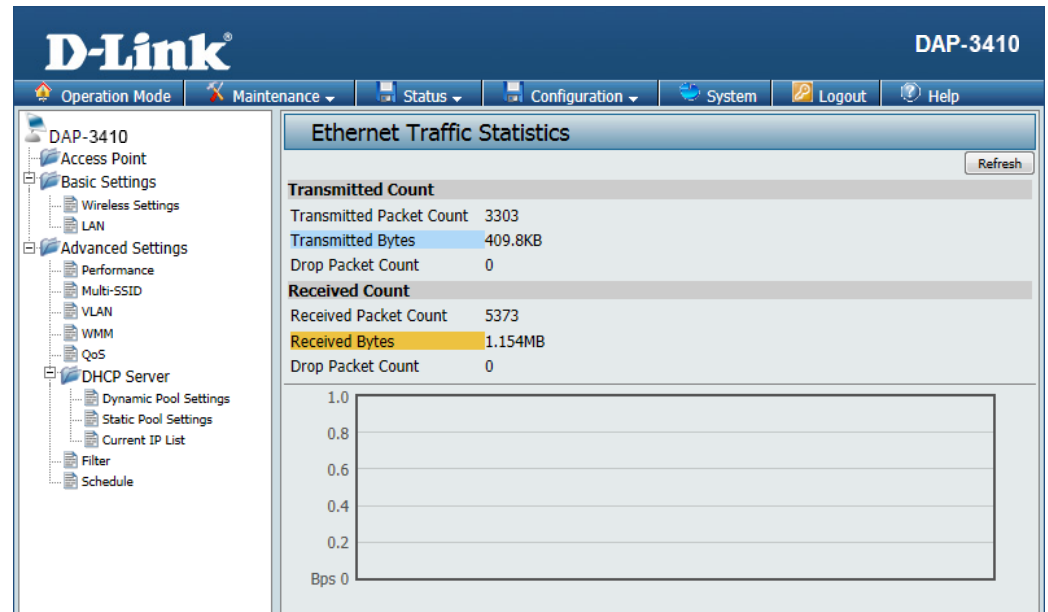 D-Link®
DAP-3410
Operation Mode Maintenance Status Configuration System Logout Help
DAP-3410
Access Point
Basic Settings
Wireless Settings
LAN
Advanced Settings
Performance
Multi-SSID
VLAN
WMM
QoS
DHCP Server
Dynamic Pool Settings
Static Pool Settings
Current IP List
Filter
Schedule
Ethernet Traffic Statistics
Refresh
Transmitted Count
Transmitted Packet Count 3303
Transmitted Bytes 409.8KB
Drop Packet Count 0
Received Count
Received Packet Count 5373
Received Bytes 1.154MB
Drop Packet Count 0
1.0
0.8
0.6
0.4
0.2
Bps 0